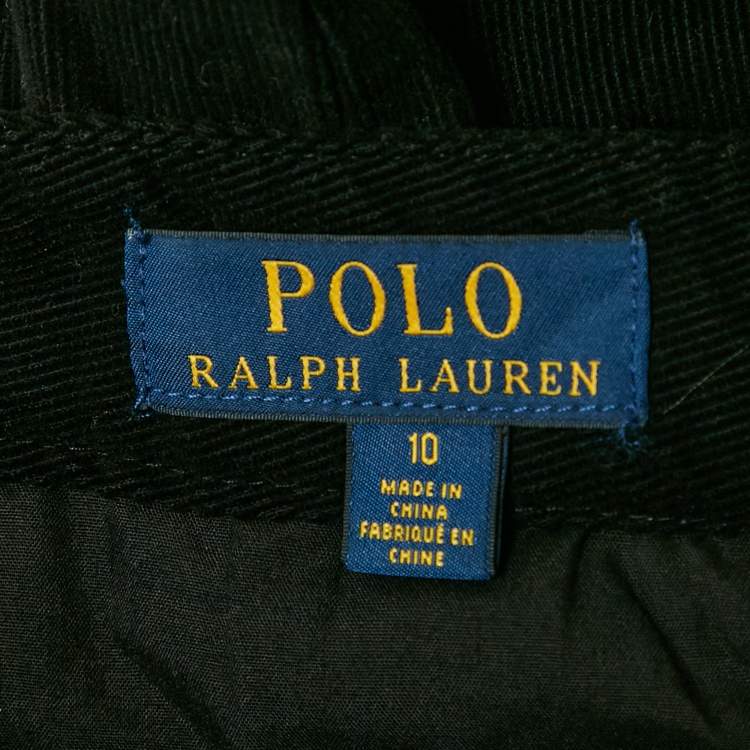 POLO
RALPH LAUREN
10
MADE IN
CHINA
FABRIQUÉ EN
CHINE